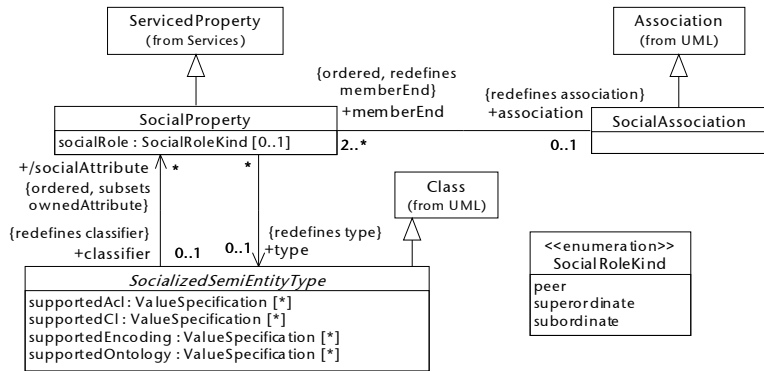 ServicedProperty
(from Services)
Association
(from UML)
{ordered, redefines
memberEnd}
+memberEnd
{redefines association}
+association
SocialProperty
socialRole : SocialRoleKind [0..1]
2..*
0..1
SocialAssociation
+/socialAttribute
*
*
{ordered, subsets
ownedAttribute}
Class
(from UML)
{redefines classifier}
+classifier
0..1
0..1
{redefines type}
+type
SocializedSemiEntityType
supportedAcl : ValueSpecification [*]
supportedCl : ValueSpecification [*]
supportedEncoding : ValueSpecification [*]
supportedOntology : ValueSpecification [*]
<<enumeration>>
SocialRoleKind
peer
superordinate
subordinate